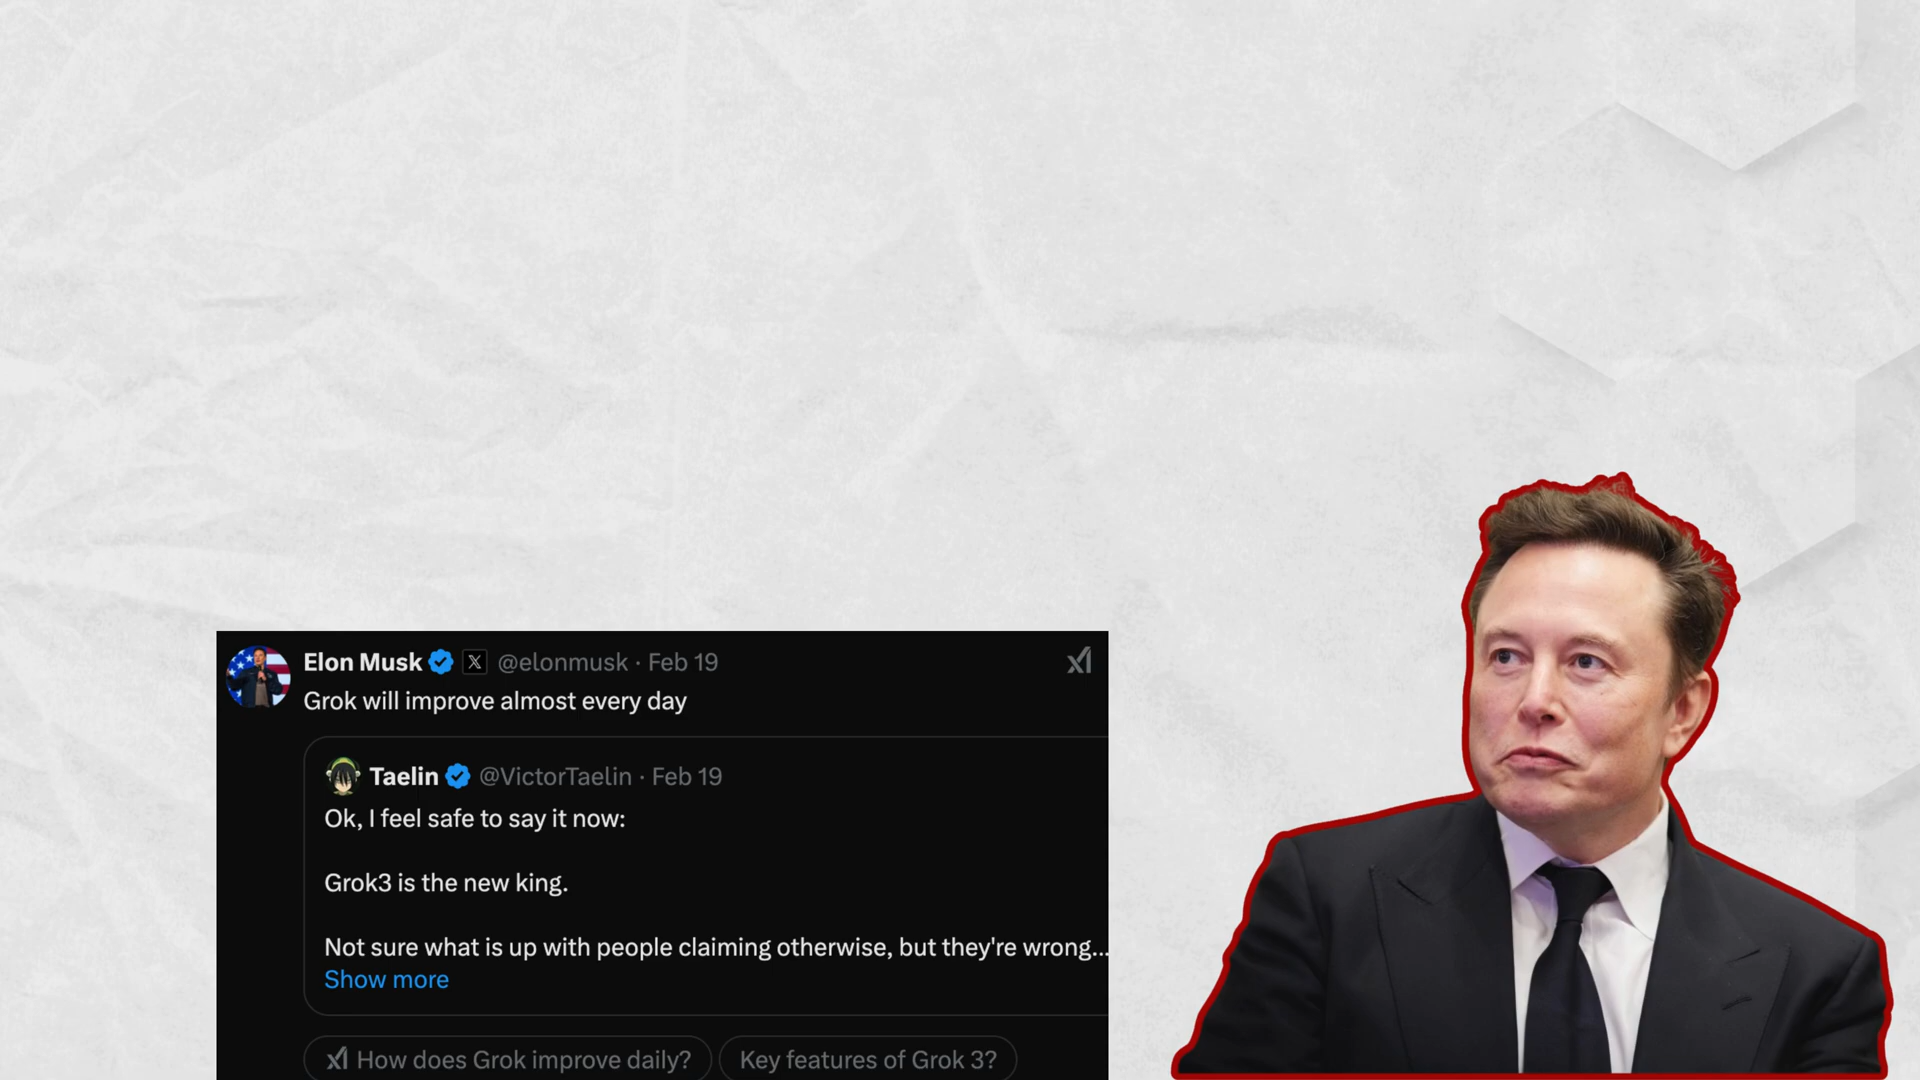 Elon Musk @elonmusk · Feb 19
Grok will improve almost every day
Taelin @VictorTaelin · Feb 19
Ok, I feel safe to say it now:
Grok3 is the new king.
Not sure what is up with people claiming otherwise, but they're wrong...
Show more
How does Grok improve daily? Key features of Grok 3?